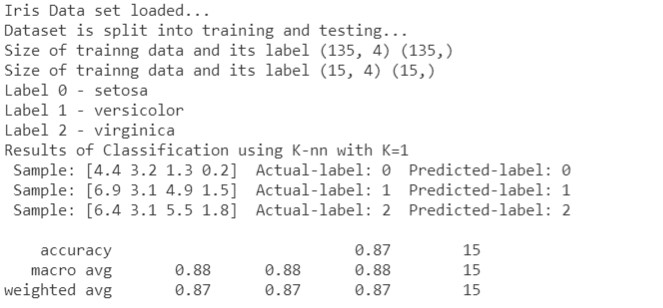 Iris Data set loaded...
Dataset is split into training and testing...
Size of trainng data and its label (135, 4) (135,)
Size of trainng data and its label (15, 4) (15,)
Label 0 - setosa
Label 1 - versicolor
Label 2 - virginica
Results of Classification using K-nn with K=1
Sample: [4.4 3.2 1.3 0.2] Actual-label: 0 Predicted-label: 0
Sample: [6.9 3.1 4.9 1.5] Actual-label: 1 Predicted-label: 1
Sample: [6.4 3.1 5.5 1.8] Actual-label: 2 Predicted-label: 2
accuracy 0.87 15
macro avg 0.88 0.88 0.88 15
weighted avg 0.87 0.87 0.87 15